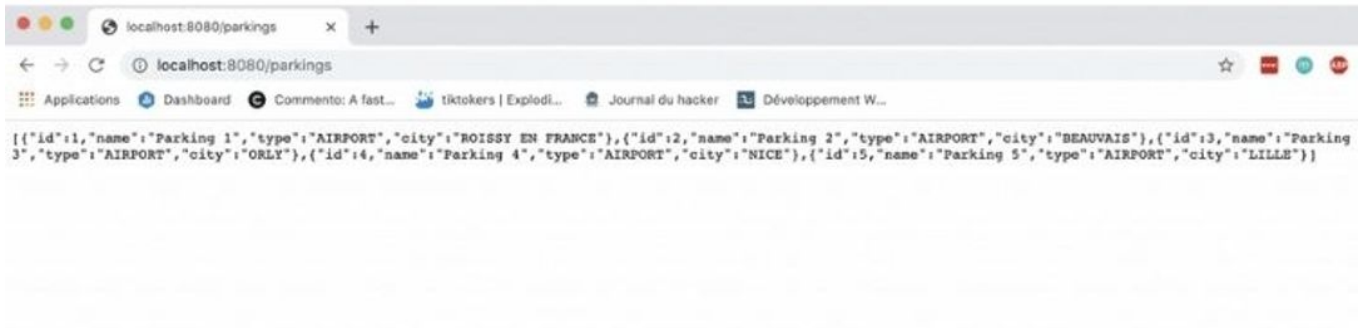 localhost:8080/parkings
localhost:8080/parkings
Applications Dashboard Commento: A fast... tiktokers | Explodi... Journal du hacker Développement W...
[{"id":1,"name":"Parking 1","type":"AIRPORT","city":"ROISSY EN FRANCE"},{"id":2,"name":"Parking 2","type":"AIRPORT","city":"BEAUVAIS"},{"id":3,"name":"Parking
3","type":"AIRPORT","city":"ORLY"},{"id":4,"name":"Parking 4","type":"AIRPORT","city":"NICE"},{"id":5,"name":"Parking 5","type":"AIRPORT","city":"LILLE"}]